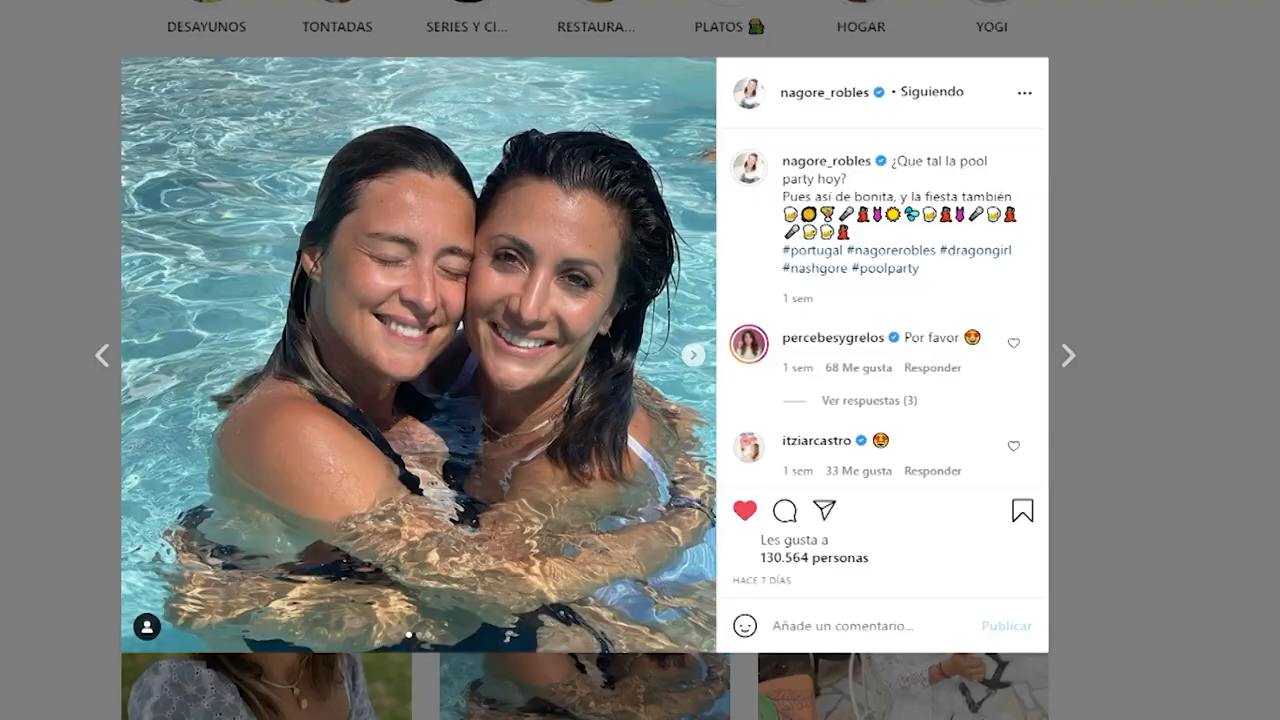 DESAYUNOS
TONTADAS
SERIES Y CI...
RESTAURA...
PLATOS
HOGAR
YOGI
nagore_robles • Siguiendo
nagore_robles ¿Que tal la pool
party hoy?
Pues así de bonita, y la fiesta también
#portugal #nagorerobles #dragongirl
#nashgore #poolparty
1 sem
percebesygrelos Por favor 😍
1 sem 68 Me gusta Responder
Ver respuestas (3)
itziarcastro 😍
1 sem 33 Me gusta Responder
Les gusta a
130.564 personas
HACE 7 DÍAS
Añade un comentario... Publicar